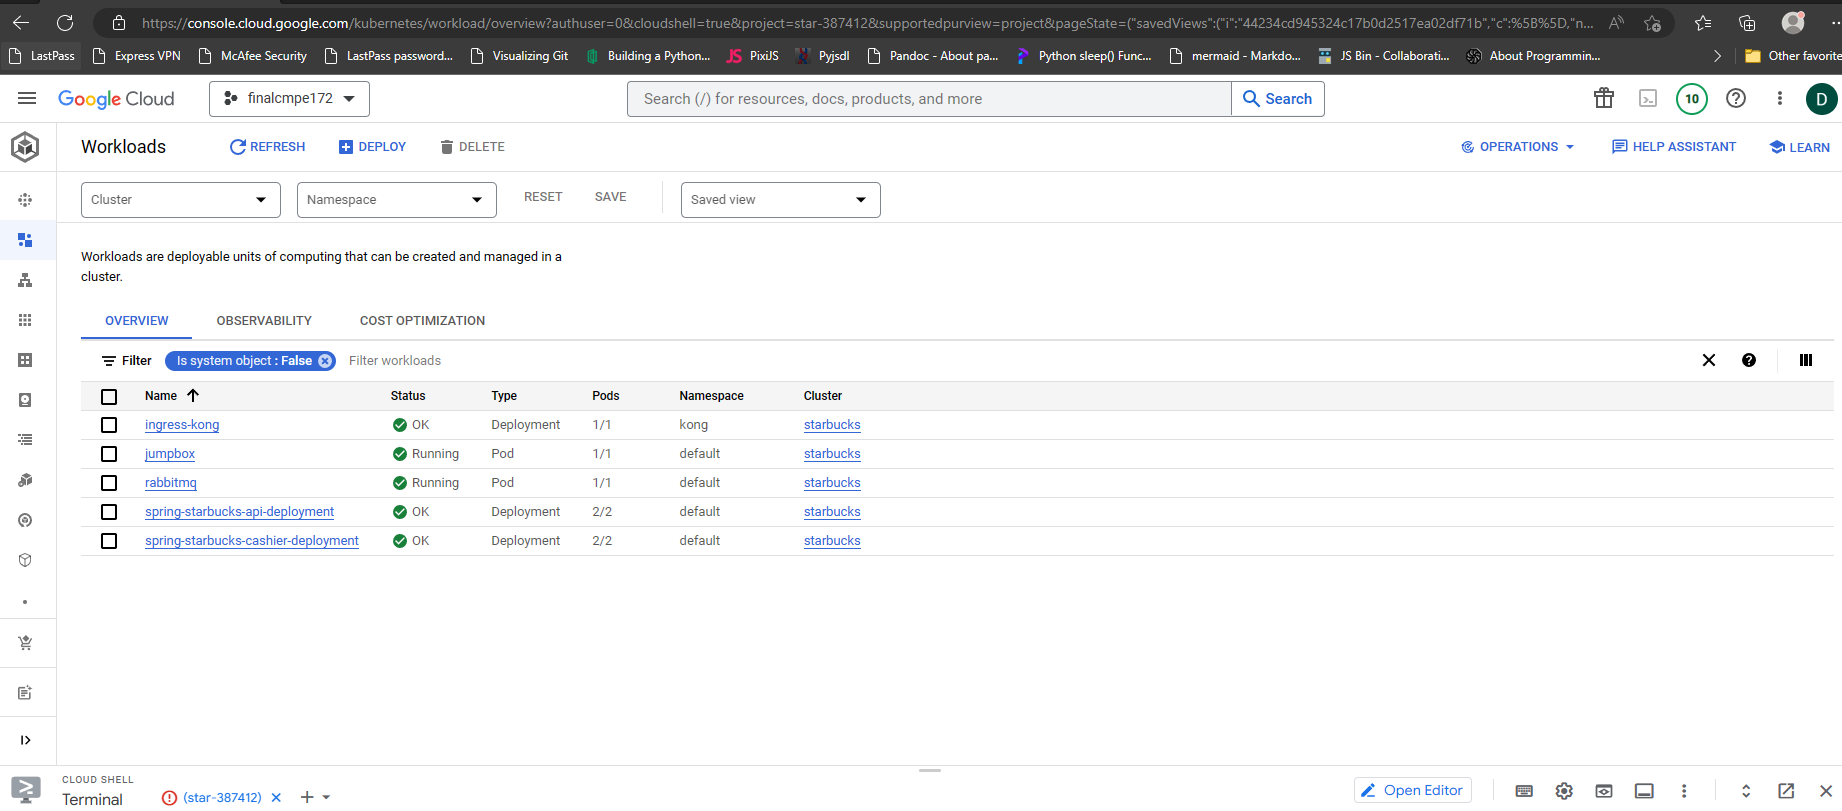 https://console.cloud.google.com/kubernetes/workload/overview?authuser=0&cloudshell=true&project=star-387412&supportedpurview=project&pageState=("savedViews":("i":"44234cd945324c17b0d2517ea02df71b","c":%5B%5D,"n...
LastPass Express VPN McAfee Security LastPass password... Visualizing Git Building a Python... JS PixiJS Pyjsdl Pandoc - About pa... Python sleep() Func... mermaid - Markdo... JS Bin - Collaborati... About Programmin... Other favorite
Google Cloud finalcmpe172 Search (/) for resources, docs, products, and more Search 10 D
Workloads REFRESH DEPLOY DELETE OPERATIONS HELP ASSISTANT LEARN
Cluster Namespace RESET SAVE Saved view
Workloads are deployable units of computing that can be created and managed in a
cluster.
OVERVIEW OBSERVABILITY COST OPTIMIZATION
Filter Is system object : False Filter workloads
Name Status Type Pods Namespace Cluster
ingress-kong OK Deployment 1/1 kong starbucks
jumpbox Running Pod 1/1 default starbucks
rabbitmq Running Pod 1/1 default starbucks
spring-starbucks-api-deployment OK Deployment 2/2 default starbucks
spring-starbucks-cashier-deployment OK Deployment 2/2 default starbucks
CLOUD SHELL
Terminal (star-387412) Open Editor